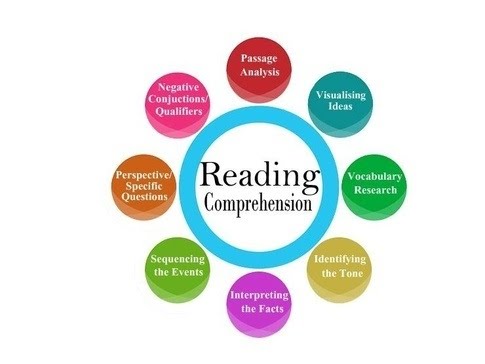 Passage
Analysis
Visualising
Ideas
Vocabulary
Research
Identifying
the Tone
Interpreting
the Facts
Sequencing
the Events
Perspective/
Specific
Questions
Negative
Conjuctions/
Qualifiers
Reading
Comprehension